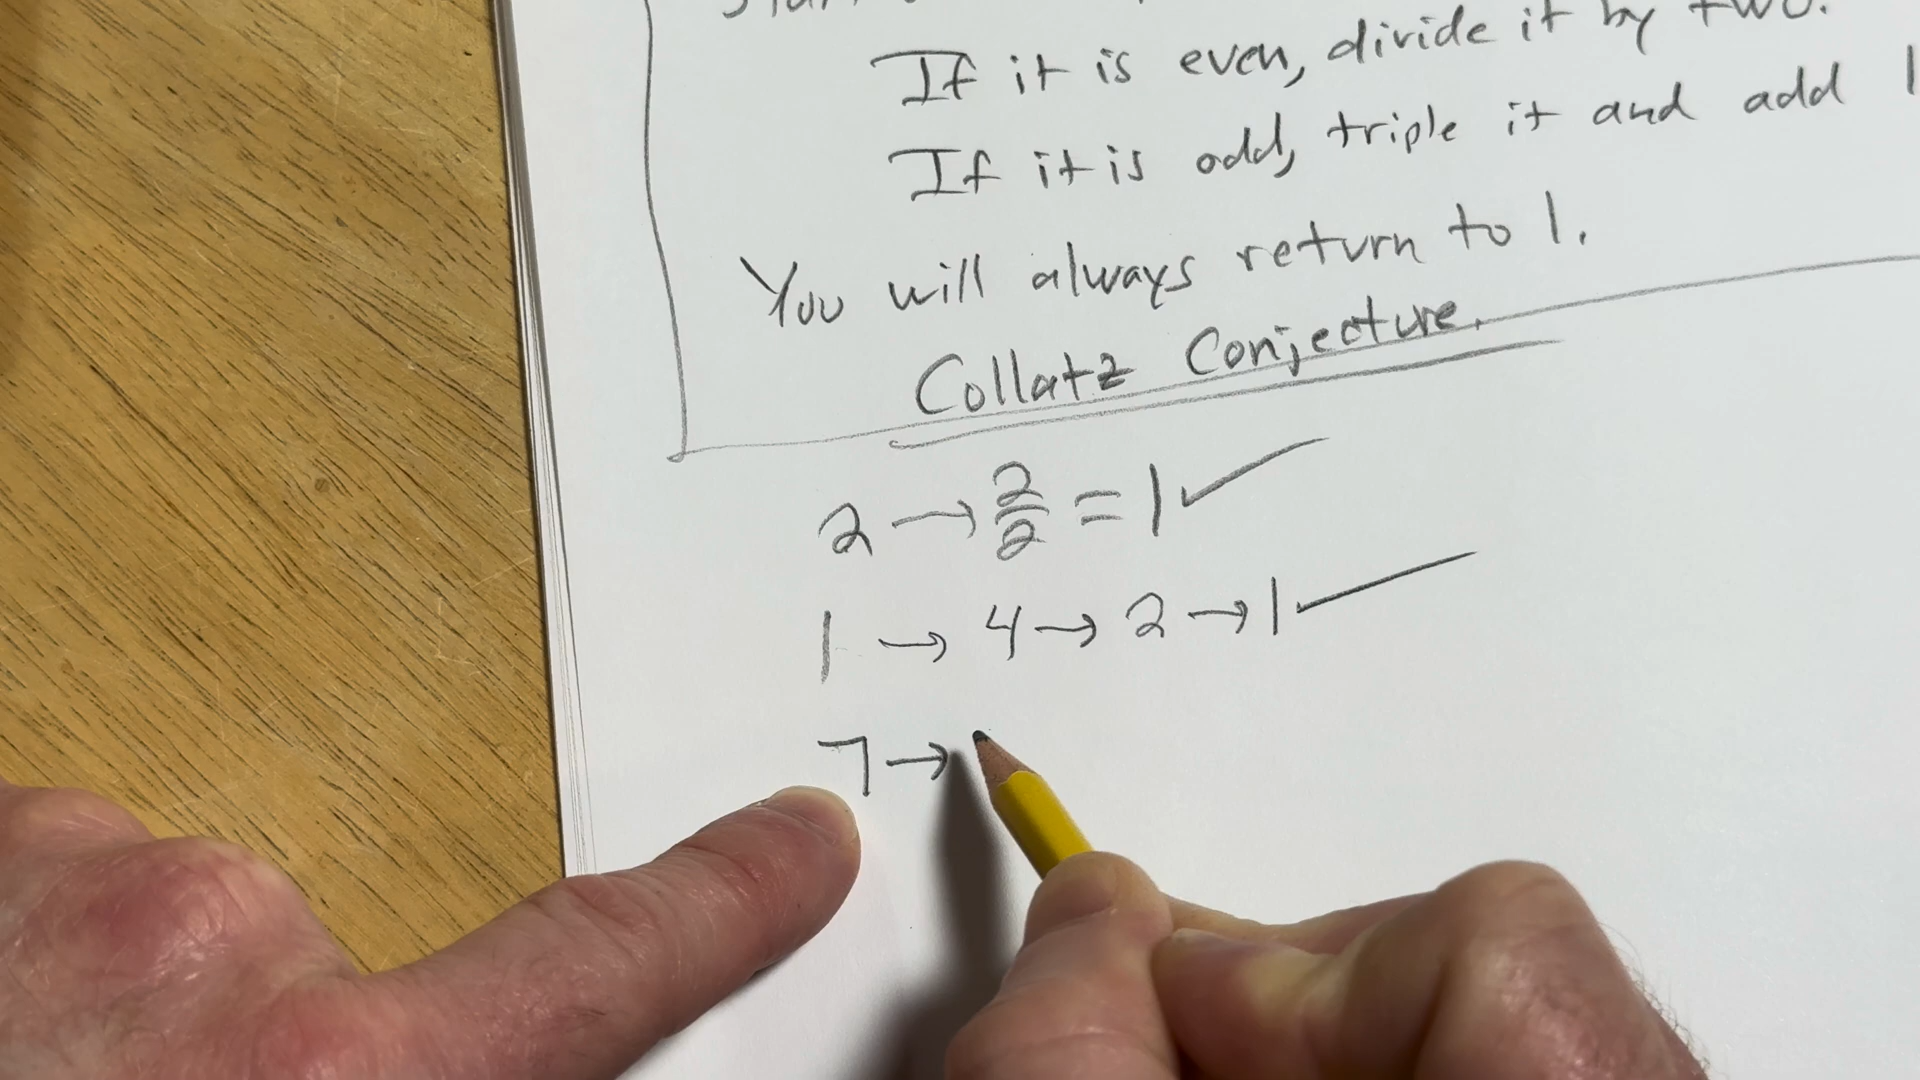 If it is even, divide it by two.
If it is odd, triple it and add 1
You will always return to 1.
Collatz Conjecture.
2 → 2/2 = 1 ✓
1 → 4 → 2 → 1 ✓
7 →